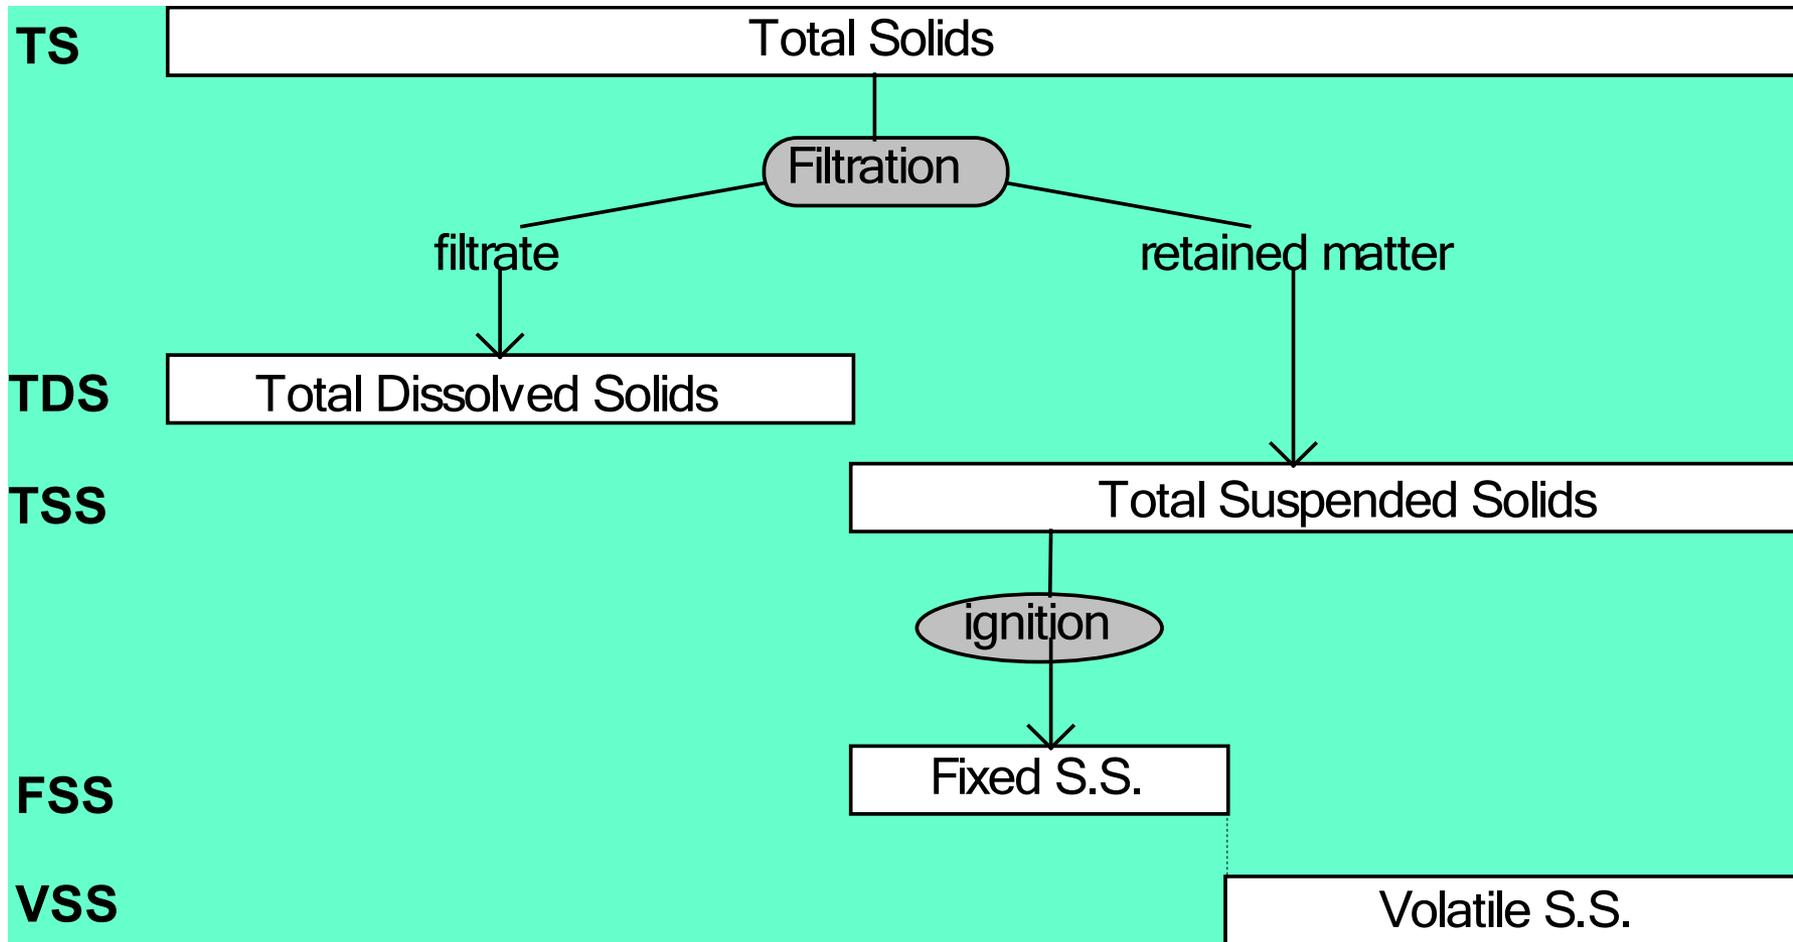 TS
Total Solids
Filtration
filtrate
retained matter
TDS
Total Dissolved Solids
TSS
Total Suspended Solids
ignition
FSS
Fixed S.S.
VSS
Volatile S.S.